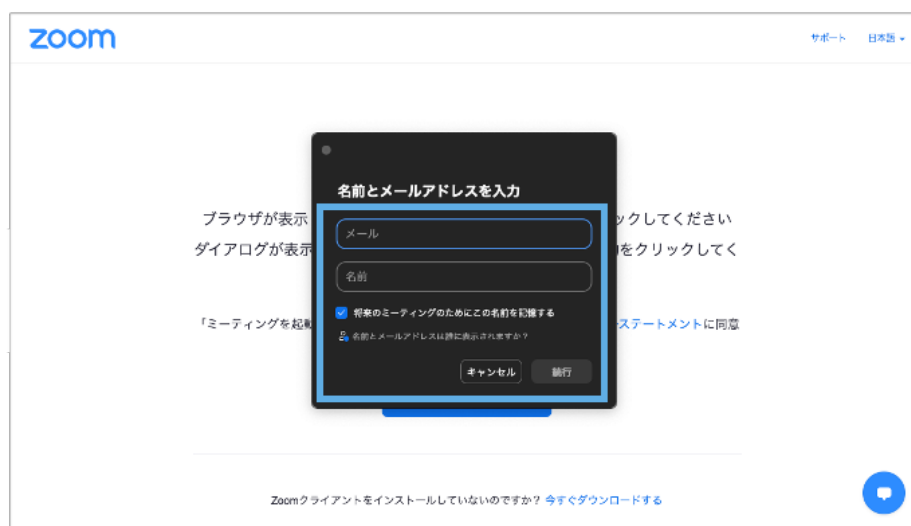 zoom
サポート 日本語
名前とメールアドレスを入力
ブラウザが表示
ックしてください
ダイアログが表示
をクリックしてく
メール
名前
将来のミーティングのためにこの名前を記憶する
「ミーティングを起動
ステートメントに同意
名前とメールアドレスは誰に表示されますか？
キャンセル 続行
Zoomクライアントをインストールしていないのですか？ 今すぐダウンロードする